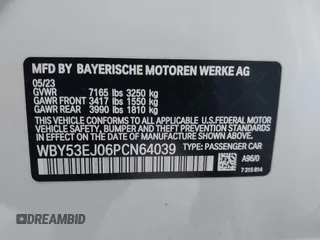 MFD BY BAYERISCHE MOTOREN WERKE AG
05/23
GVWR 7165 lbs 3250 kg
GAWR FRONT 3417 lbs 1550 kg
GAWR REAR 3990 lbs 1810 kg
THIS VEHICLE CONFORMS TO ALL APPLICABLE U.S. FEDERAL MOTOR
VEHICLE SAFETY, BUMPER, AND THEFT PREVENTION STANDARDS
IN EFFECT ON THE DATE OF MANUFACTURE SHOWN ABOVE.
WBY53EJ06PCN64039 TYPE: PASSENGER CAR
A96/0
7 315 814
AUTOHELPERBOT.COM